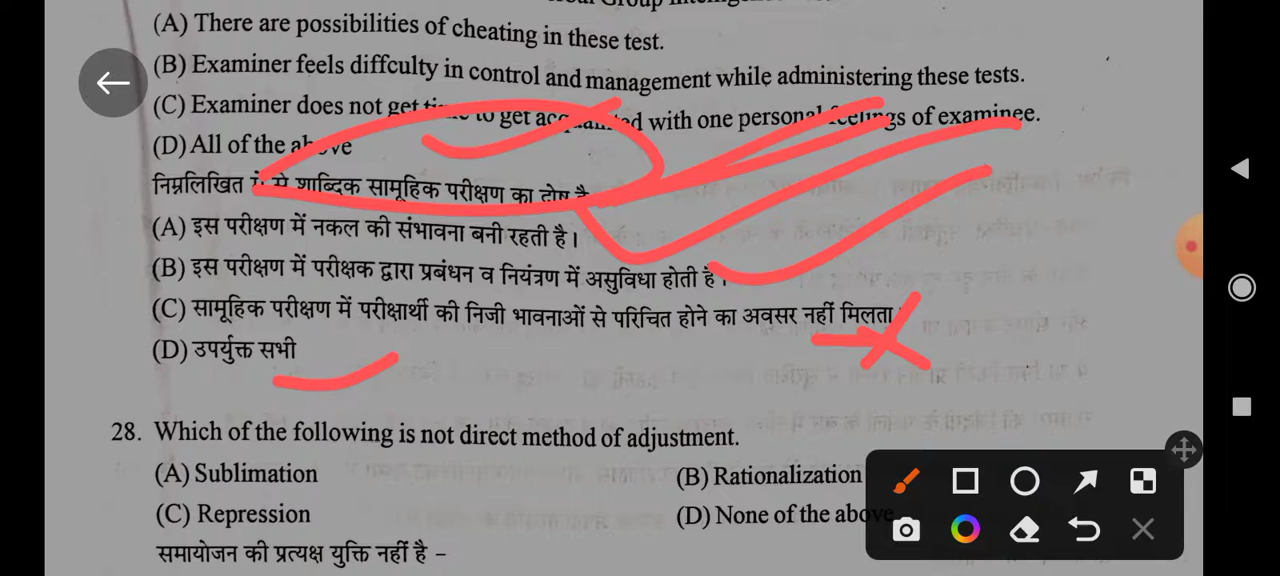 (A) There are possibilities of cheating in these test.
(B) Examiner feels diffculty in control and management while administering these tests.
(C) Examiner does not get to get with one personal of examinee.
(D) All of the above
निम्नलिखित में से शाब्दिक सामूहिक परीक्षण का दोष है
(A) इस परीक्षण में नकल की संभावना बनी रहती है।
(B) इस परीक्षण में परीक्षक द्वारा प्रबंधन व नियंत्रण में असुविधा होती है।
(C) सामूहिक परीक्षण में परीक्षार्थी की निजी भावनाओं से परिचित होने का अवसर नहीं मिलता
(D) उपर्युक्त सभी
28. Which of the following is not direct method of adjustment.
(A) Sublimation (B) Rationalization
(C) Repression (D) None of the above
समायोजन की प्रत्यक्ष युक्ति नहीं है –